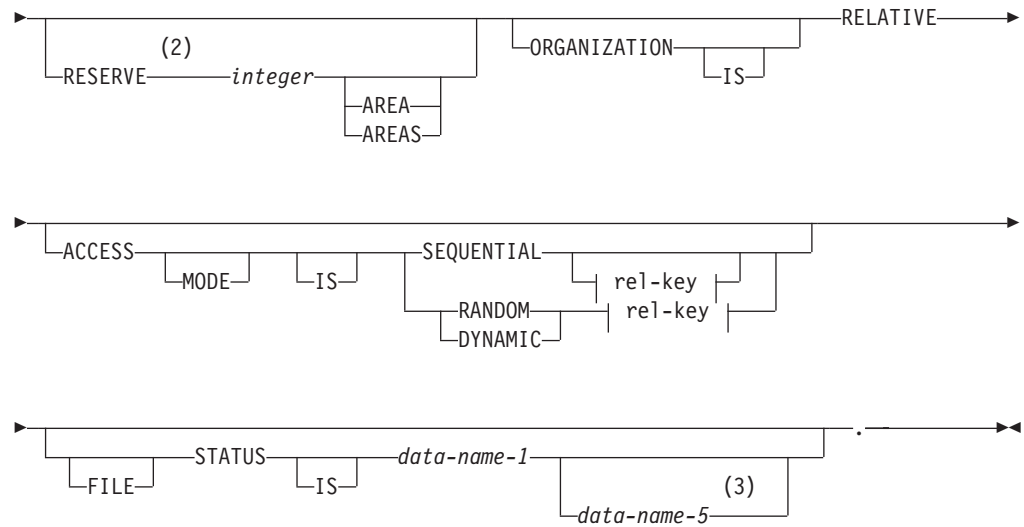 RELATIVE
(2) ORGANIZATION
RESERVE integer IS
AREA
AREAS
ACCESS SEQUENTIAL
MODE IS rel-key
RANDOM rel-key
DYNAMIC
.
STATUS data-name-1
FILE IS (3)
data-name-5